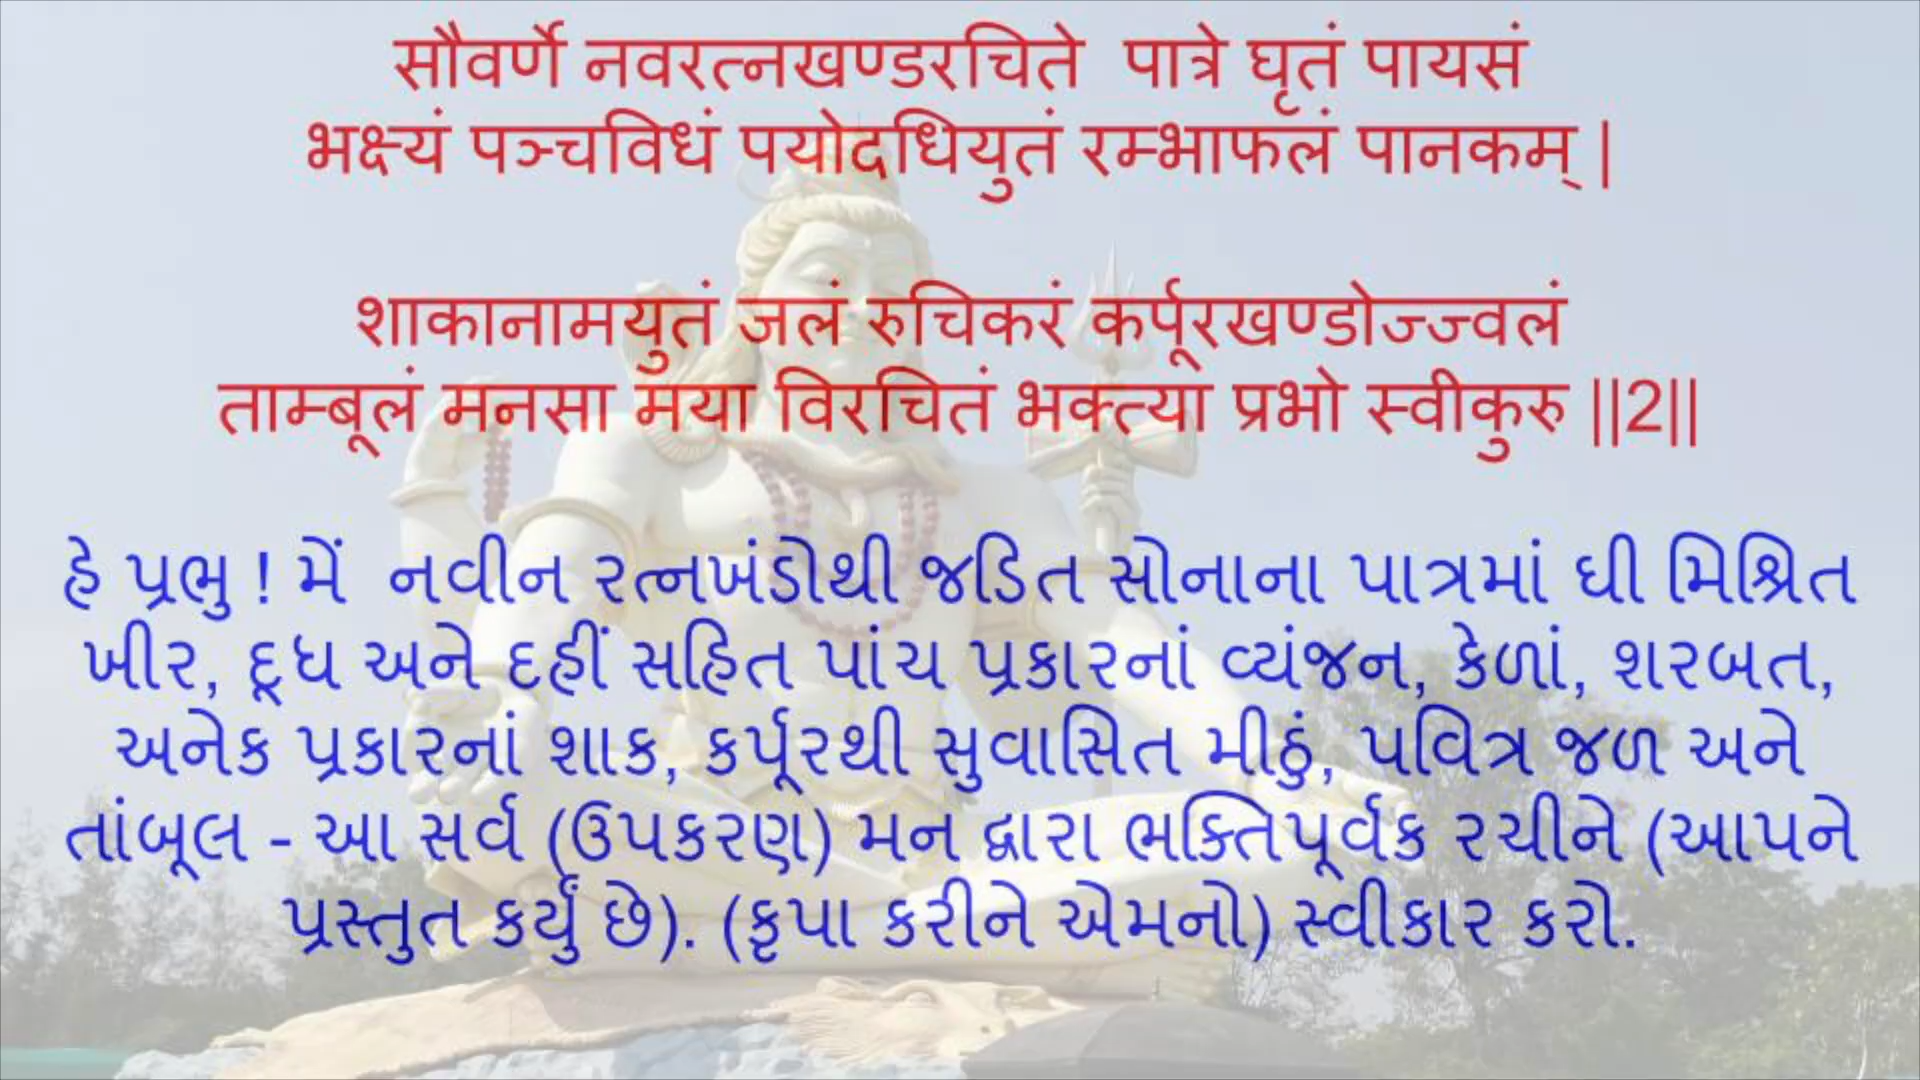 सौवर्णे नवरत्नखण्डरचिते पात्रे घृतं पायसं
भक्ष्यं पञ्चविधं पयोदधियुतं रम्भाफलं पानकम् |
शाकानामयुतं जलं रुचिकरं कर्पूरखण्डोज्ज्वलं
ताम्बूलं मनसा मया विरचितं भक्त्या प्रभो स्वीकुरु ||2||
હે પ્રભુ ! મેં નવીન રત્નખંડોથી જડિત સોનાના પાત્રમાં ઘી મિશ્રિત
ખીર, દૂધ અને દહીં સહિત પાંચ પ્રકારનાં વ્યંજન, કેળાં, શરબત,
અનેક પ્રકારનાં શાક, કર્પૂરથી સુવાસિત મીઠું, પવિત્ર જળ અને
તાંબૂલ - આ સર્વ (ઉપકરણ) મન દ્વારા ભક્તિપૂર્વક રચીને (આપને
પ્રસ્તુત કર્યું છે). (કૃપા કરીને એમનો) સ્વીકાર કરો.